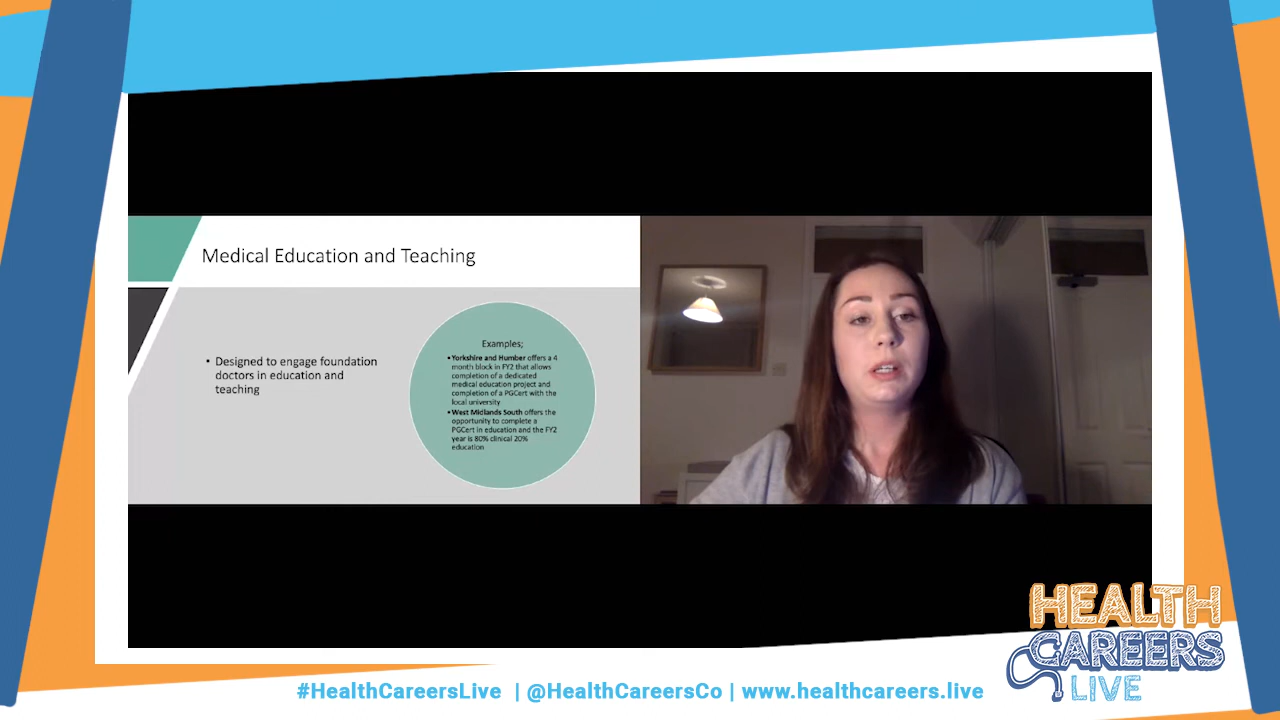 Medical Education and Teaching
• Designed to engage foundation
doctors in education and
teaching
Examples;
•Yorkshire and Humber offers a 4
month block in FY2 that allows
completion of a dedicated
medical education project and
completion of a PGCert with the
local university
•West Midlands South offers the
opportunity to complete a
PGCert in education and the FY2
year is 80% clinical 20%
education
HEALTH
CAREERS
LIVE
#HealthCareersLive | @HealthCareersCo | www.healthcareers.live